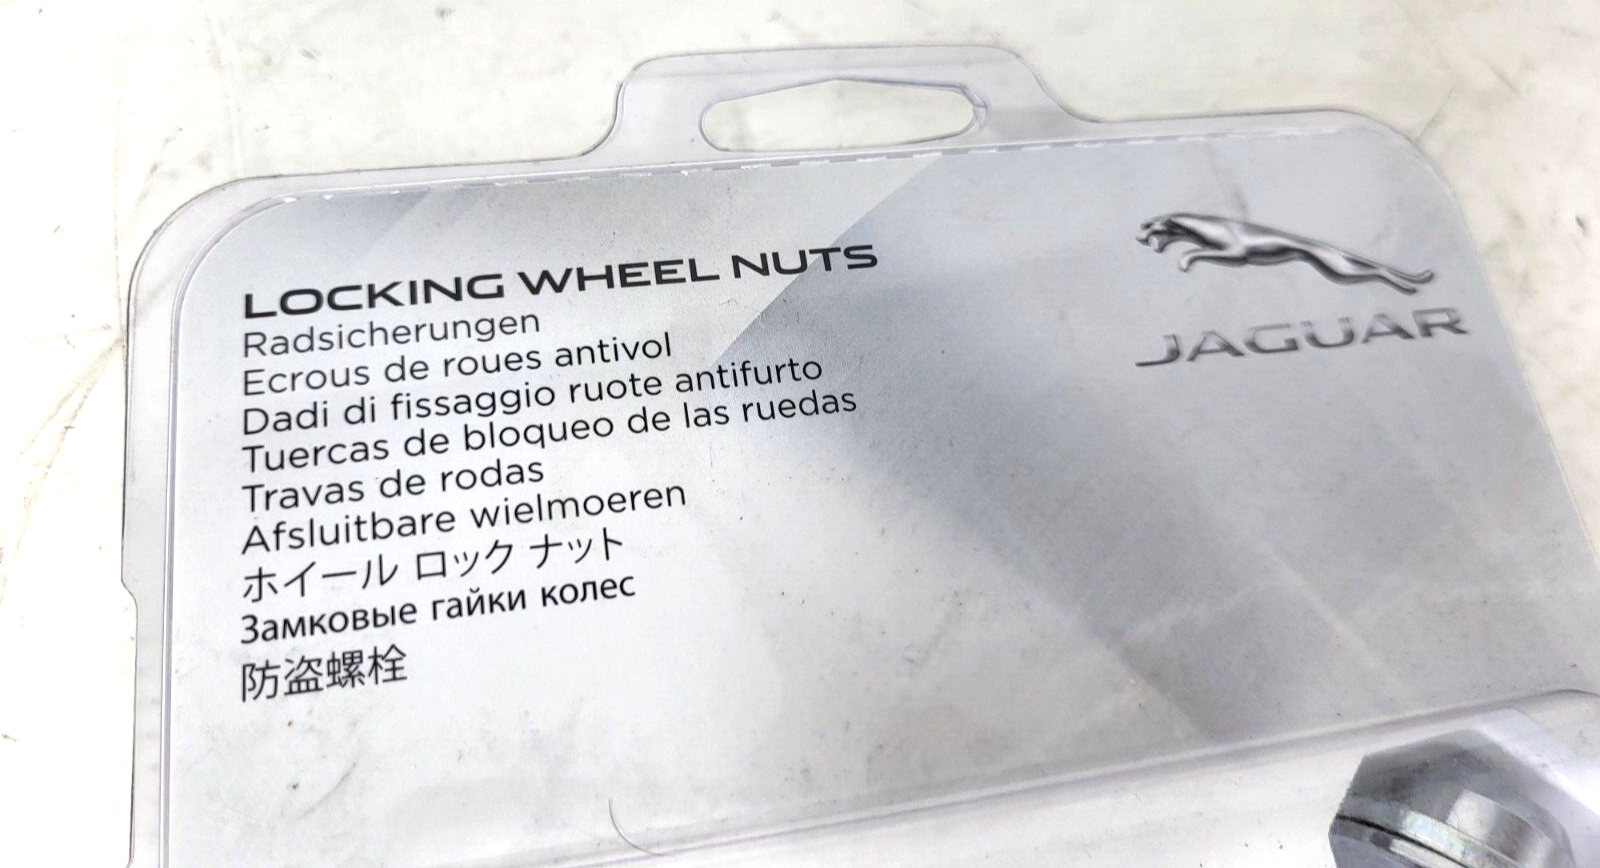 LOCKING WHEEL NUTS
Radsicherungen
Ecrous de roues antivol
Dadi di fissaggio ruote antifurto
Tuercas de bloqueo de las ruedas
Travas de rodas
Afsluitbare wielmoeren
ホイール ロック ナット
Замковые гайки колес
防盗螺栓
JAGUAR